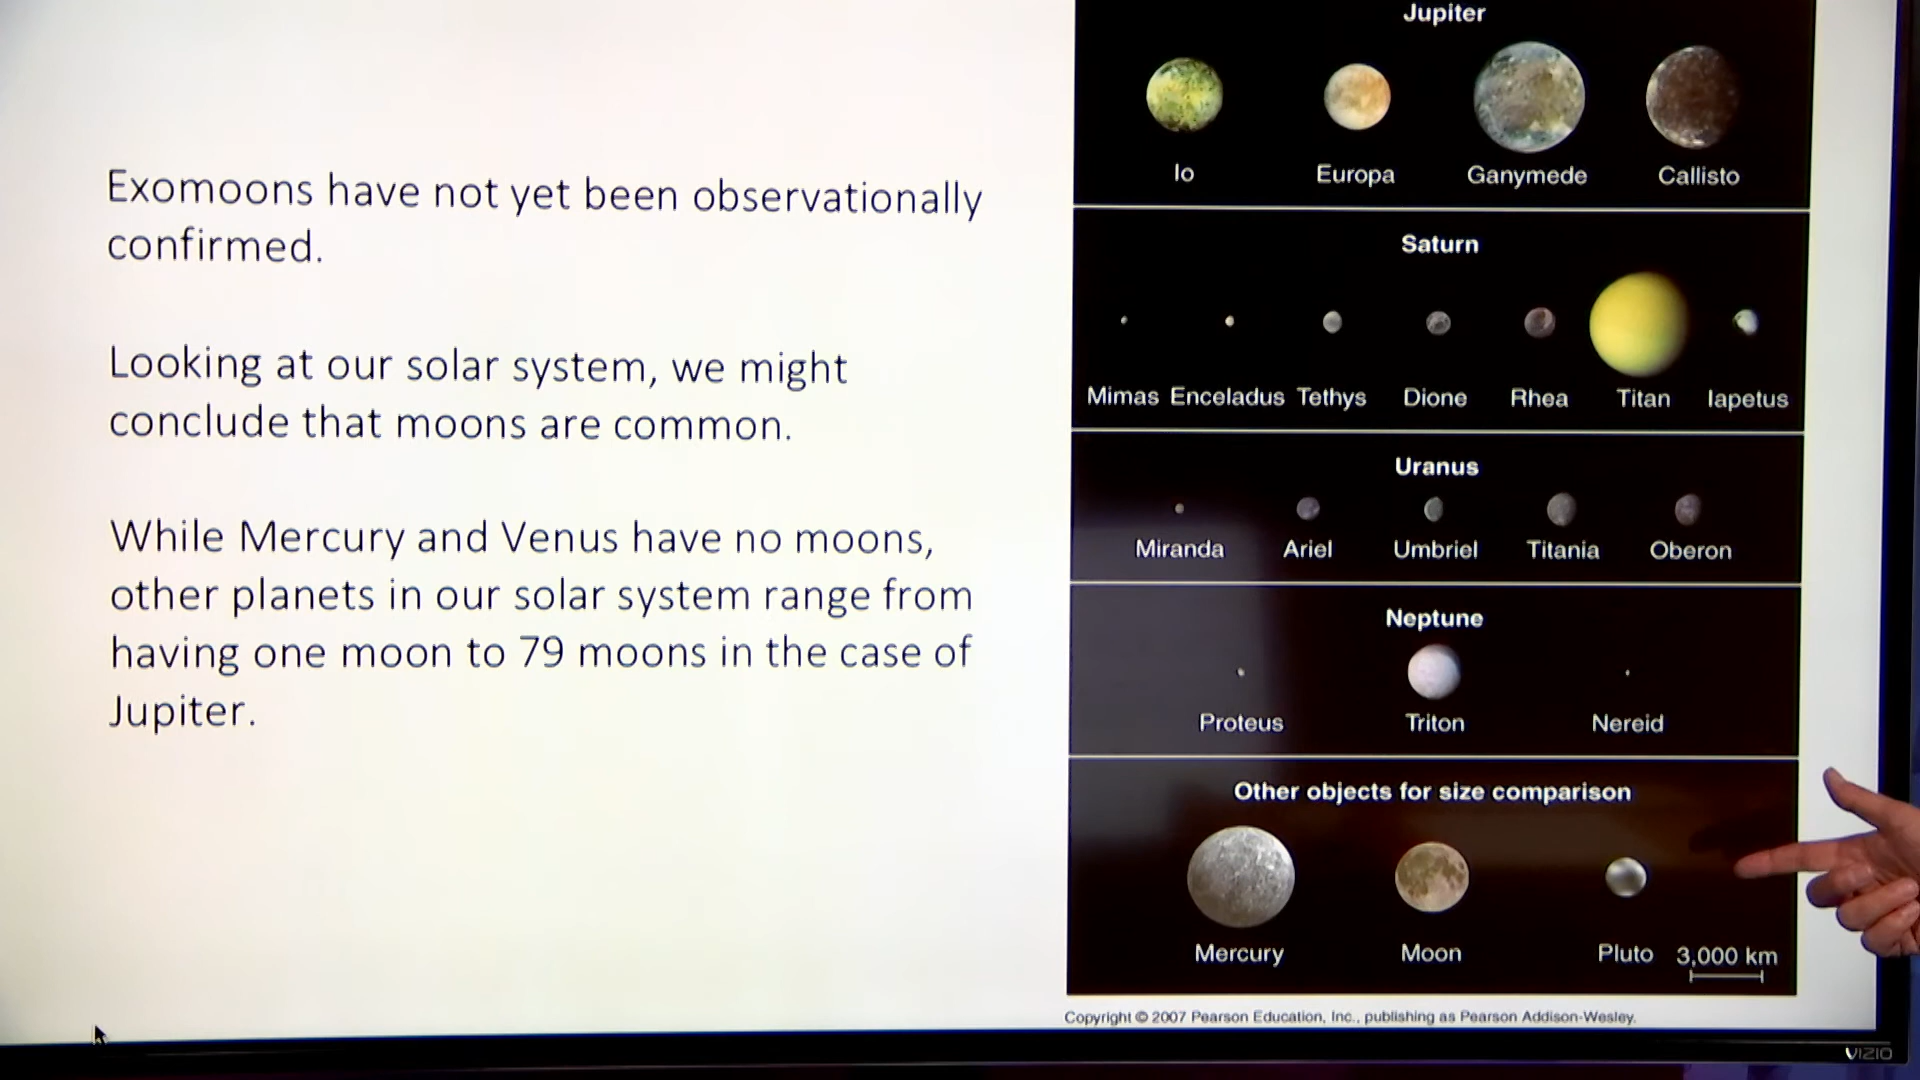 Exomoons have not yet been observationally
confirmed.
Looking at our solar system, we might
conclude that moons are common.
While Mercury and Venus have no moons,
other planets in our solar system range from
having one moon to 79 moons in the case of
Jupiter.
Jupiter
Io Europa Ganymede Callisto
Saturn
Mimas Enceladus Tethys Dione Rhea Titan Iapetus
Uranus
Miranda Ariel Umbriel Titania Oberon
Neptune
Proteus Triton Nereid
Other objects for size comparison
Mercury Moon Pluto 3,000 km
Copyright © 2007 Pearson Education, Inc., publishing as Pearson Addison-Wesley.
VIZIO